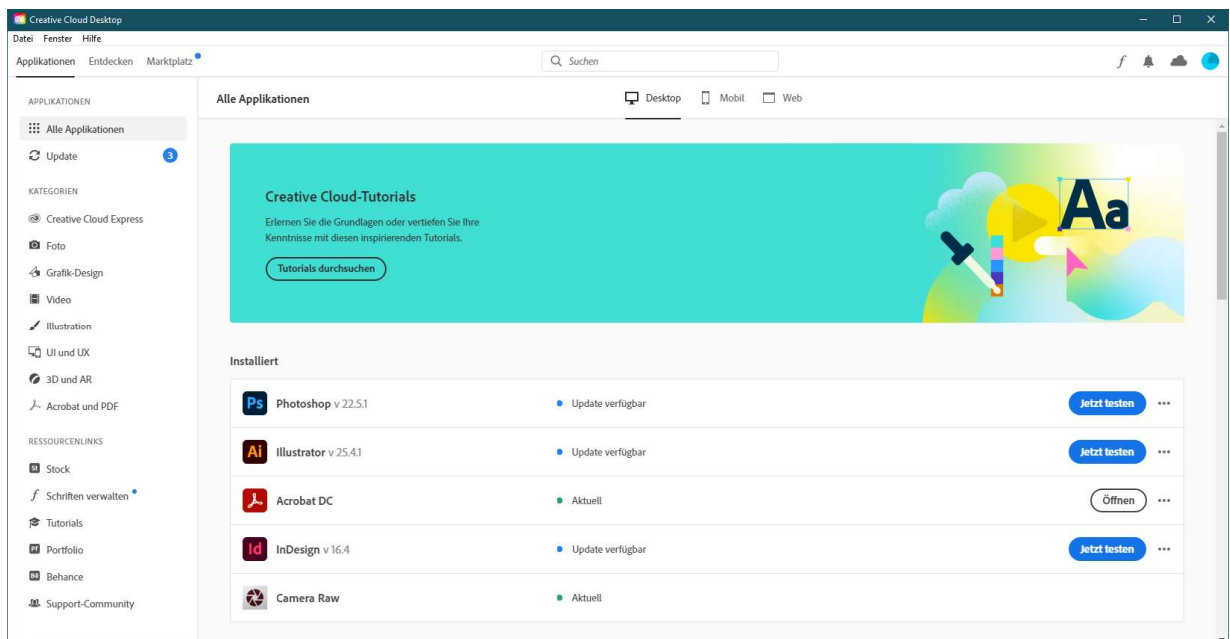 Creative Cloud Desktop
Datei Fenster Hilfe
Applikationen Entdecken Marktplatz
Suchen
APPLIKATIONEN
Alle Applikationen
Update 3
KATEGORIEN
Creative Cloud Express
Foto
Grafik-Design
Video
Illustration
UI und UX
3D und AR
Acrobat und PDF
RESSOURCENLINKS
St Stock
f Schriften verwalten
Tutorials
Pf Portfolio
Bē Behance
Support-Community
Alle Applikationen
Desktop Mobil Web
Creative Cloud-Tutorials
Erlernen Sie die Grundlagen oder vertiefen Sie Ihre
Kenntnisse mit diesen inspirierenden Tutorials.
Tutorials durchsuchen
Aa
Installiert
Ps Photoshop v 22.5.1 Update verfügbar Jetzt testen
Ai Illustrator v 25.4.1 Update verfügbar Jetzt testen
Acrobat DC Aktuell Öffnen
Id InDesign v 16.4 Update verfügbar Jetzt testen
Camera Raw Aktuell